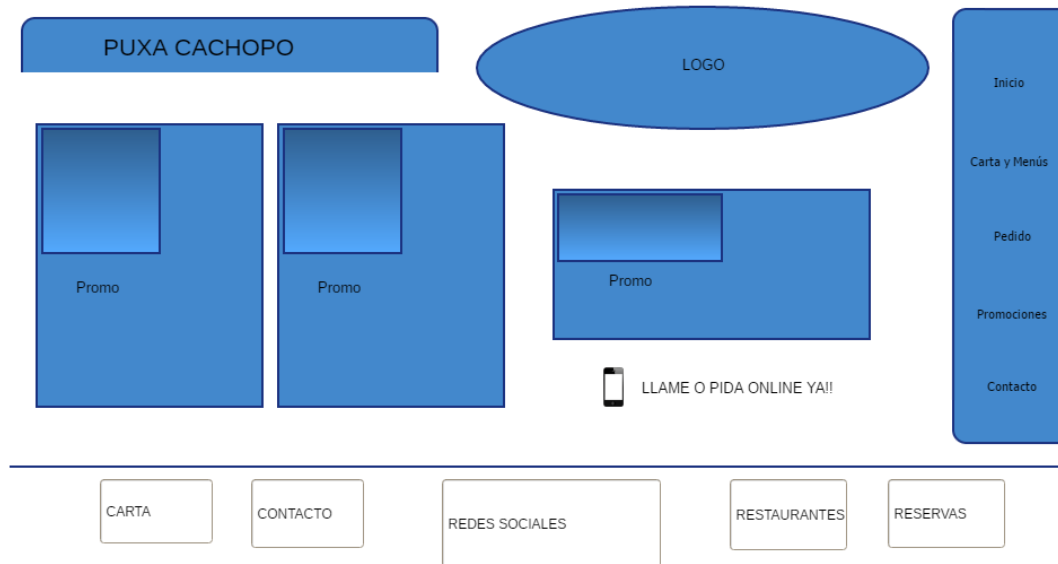 PUXA CACHOPO
LOGO
Inicio
Carta y Menús
Pedido
Promociones
Contacto
Promo
Promo
Promo
LLAME O PIDA ONLINE YA!!
CARTA
CONTACTO
REDES SOCIALES
RESTAURANTES
RESERVAS